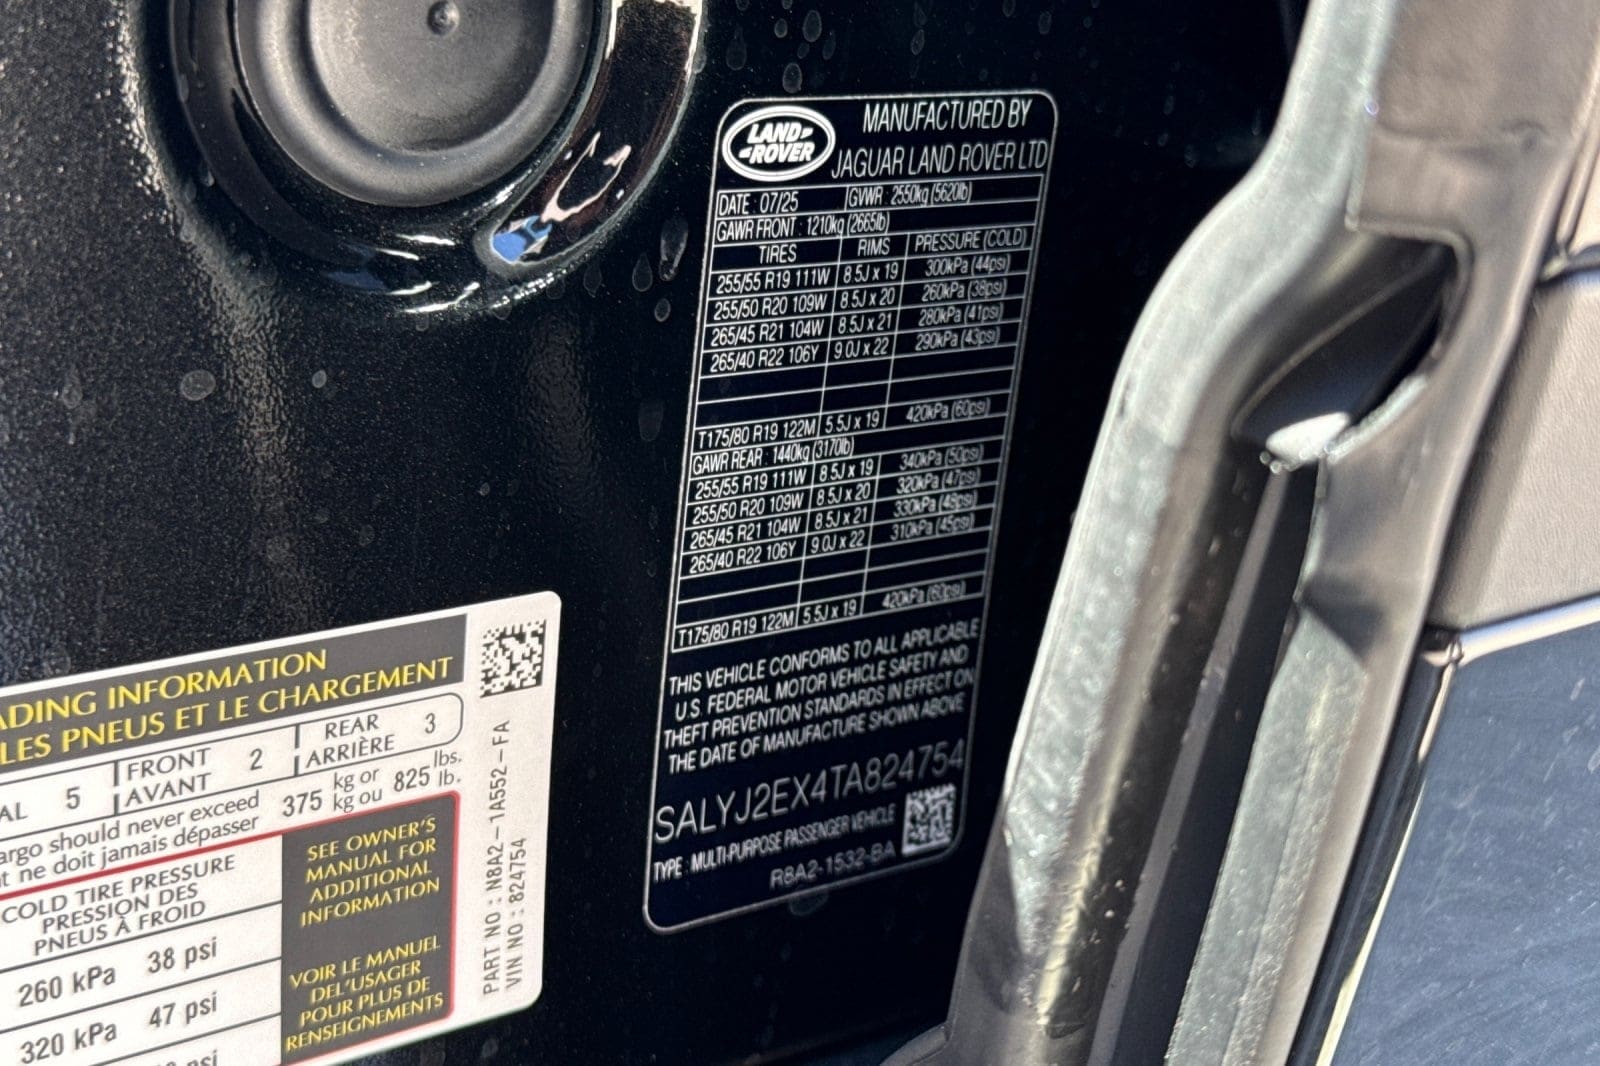 LAND ROVER
MANUFACTURED BY
JAGUAR LAND ROVER LTD
DATE : 07/25 GVWR : 2550kg (5620lb)
GAWR FRONT : 1210kg (2665lb)
TIRES RIMS PRESSURE (COLD)
255/55 R19 111W 8.5J x 19 300kPa (44psi)
255/50 R20 109W 8.5J x 20 260kPa (38psi)
265/45 R21 104W 8.5J x 21 280kPa (41psi)
265/40 R22 106Y 9.0J x 22 290kPa (43psi)
T175/80 R19 122M 5.5J x 19 420kPa (60psi)
GAWR REAR : 1440kg (3170lb)
255/55 R19 111W 8.5J x 19 340kPa (50psi)
255/50 R20 109W 8.5J x 20 320kPa (47psi)
265/45 R21 104W 8.5J x 21 330kPa (48psi)
265/40 R22 106Y 9.0J x 22 310kPa (45psi)
T175/80 R19 122M 5.5J x 19 420kPa (60psi)
THIS VEHICLE CONFORMS TO ALL APPLICABLE
U.S. FEDERAL MOTOR VEHICLE SAFETY AND
THEFT PREVENTION STANDARDS IN EFFECT ON
THE DATE OF MANUFACTURE SHOWN ABOVE
SALYJ2EX4TA824754
TYPE : MULTI-PURPOSE PASSENGER VEHICLE
R8A2-1532-BA
ADING INFORMATION
LES PNEUS ET LE CHARGEMENT
AL 5 FRONT AVANT 2 REAR ARRIÈRE 3
argo should never exceed 375 kg or 825 lbs.
t ne doit jamais dépasser kg ou lb.
COLD TIRE PRESSURE
PRESSION DES
PNEUS À FROID
260 kPa 38 psi
320 kPa 47 psi
psi
SEE OWNER'S
MANUAL FOR
ADDITIONAL
INFORMATION
VOIR LE MANUEL
DEL'USAGER
POUR PLUS DE
RENSEIGNEMENTS
PART NO : N8A2-1A552-FA
VIN NO : 824754